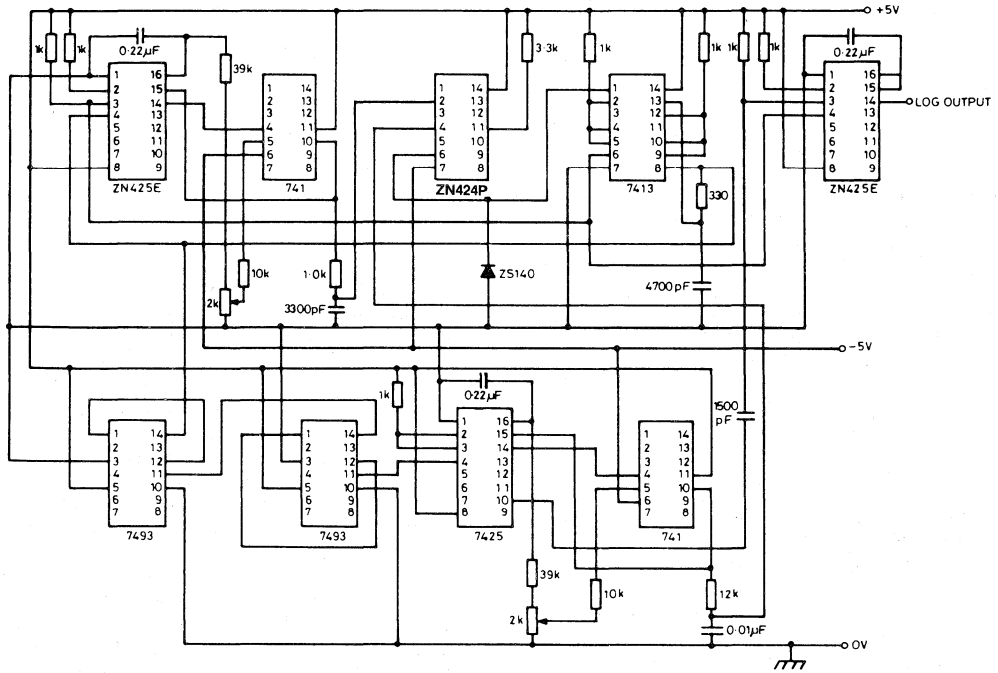 +5V
1k
1k
0·22µF
39k
3·3k
1k
1k
1k
1k
0·22µF
1 16
2 15
3 14
4 13
5 12
6 11
7 10
8 9
ZN425E
1 14
2 13
3 12
4 11
5 10
6 9
7 8
741
1 14
2 13
3 12
4 11
5 10
6 9
7 8
ZN424P
1 14
2 13
3 12
4 11
5 10
6 9
7 8
7413
1 16
2 15
3 14
4 13
5 12
6 11
7 10
8 9
ZN425E
LOG OUTPUT
330
10k
1·0k
ZS140
4700pF
2k
3300pF
-5V
1k
0·22µF
1500
pF
1 14
2 13
3 12
4 11
5 10
6 9
7 8
7493
1 14
2 13
3 12
4 11
5 10
6 9
7 8
7493
1 16
2 15
3 14
4 13
5 12
6 11
7 10
8 9
7425
1 14
2 13
3 12
4 11
5 10
6 9
7 8
741
39k
10k
12k
2k
0·01µF
0V